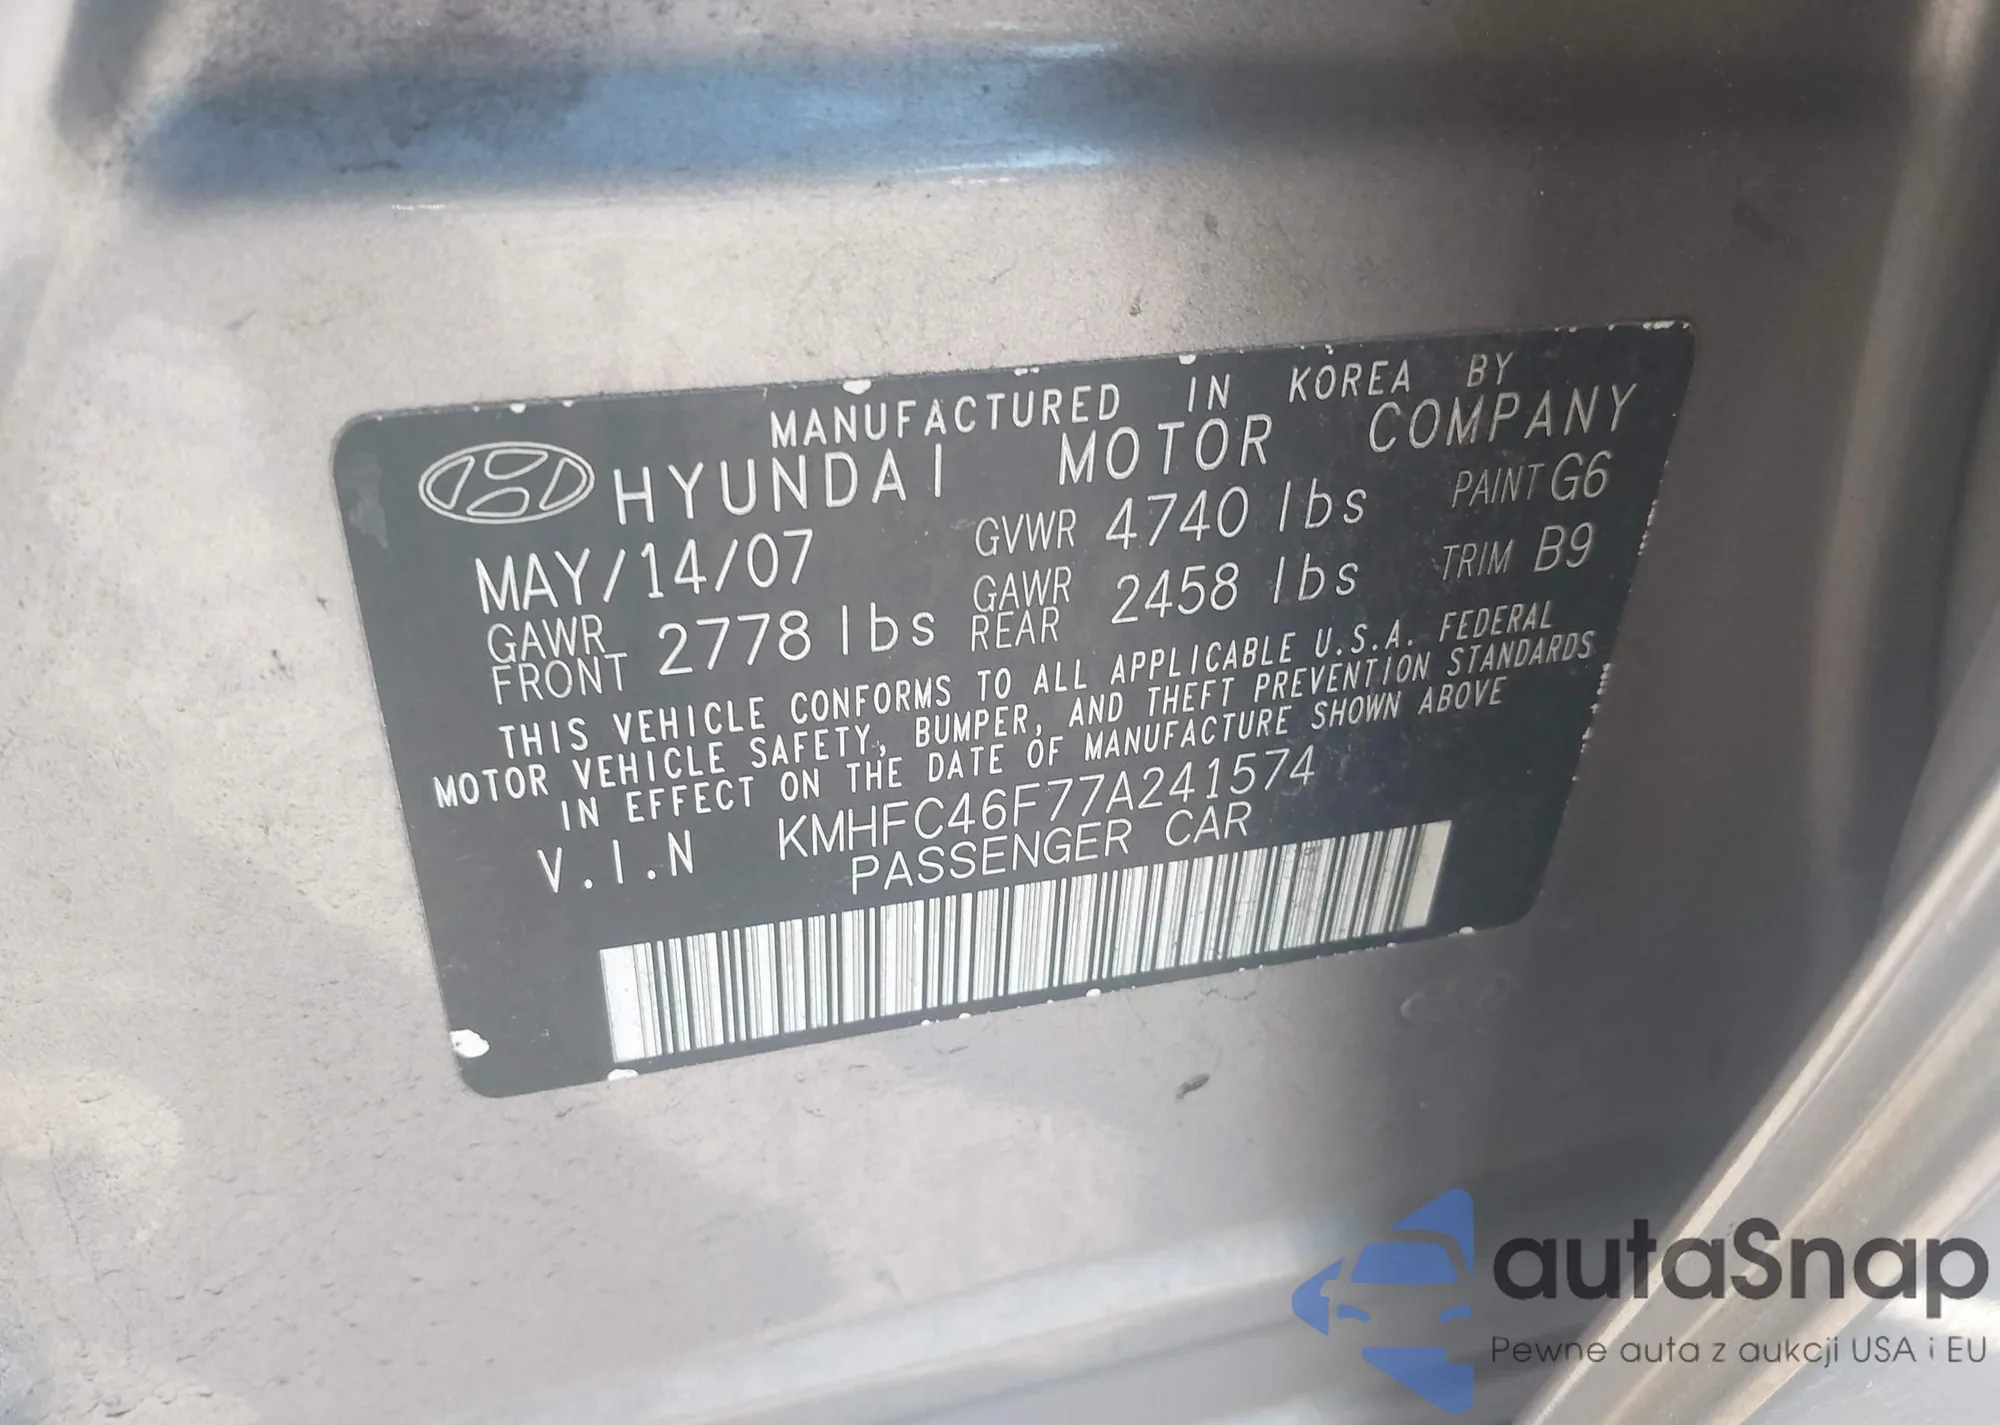 MANUFACTURED IN KOREA BY
HYUNDAI MOTOR COMPANY
MAY/14/07 GVWR 4740 lbs PAINT G6
GAWR FRONT 2778 lbs GAWR REAR 2458 lbs TRIM B9
THIS VEHICLE CONFORMS TO ALL APPLICABLE U.S.A. FEDERAL
MOTOR VEHICLE SAFETY, BUMPER, AND THEFT PREVENTION STANDARDS
IN EFFECT ON THE DATE OF MANUFACTURE SHOWN ABOVE
V.I.N KMHFC46F77A241574
PASSENGER CAR
autaSnap
Pewne auta z aukcji USA i EU